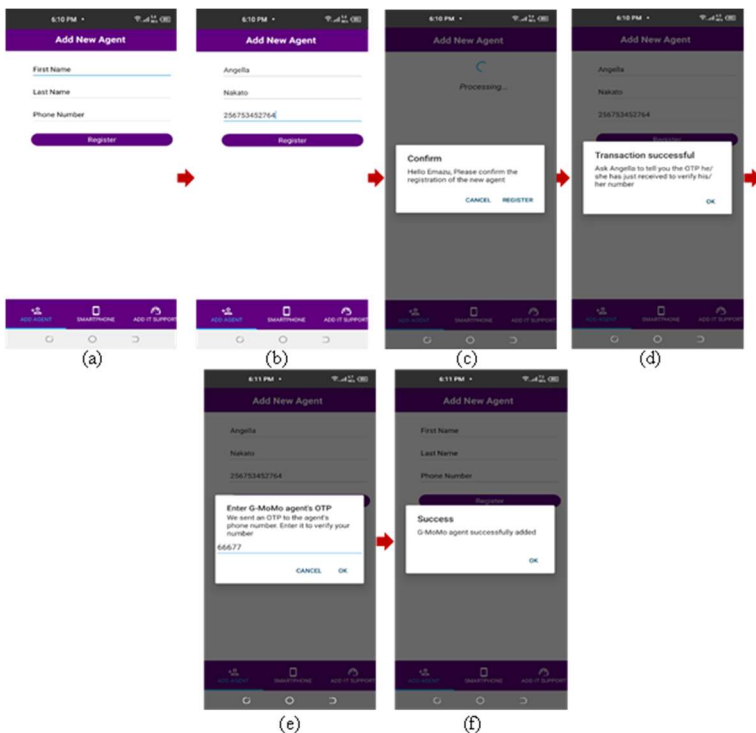 6:10 PM
Add New Agent
First Name
Last Name
Phone Number
Register
ADD AGENT
SMARTPHONE
ADD IT SUPPORT
(a)
6:10 PM
Add New Agent
Angella
Nakato
256753452764
Register
ADD AGENT
SMARTPHONE
ADD IT SUPPORT
(b)
6:10 PM
Add New Agent
Processing...
Confirm
Hello Emazu, Please confirm the
registration of the new agent
CANCEL REGISTER
ADD AGENT
SMARTPHONE
ADD IT SUPPORT
(c)
6:10 PM
Add New Agent
Angella
Nakato
256753452764
Register
Transaction successful
Ask Angella to tell you the OTP he/
she has just received to verify his/
her number
OK
ADD AGENT
SMARTPHONE
ADD IT SUPPORT
(d)
6:11 PM
Add New Agent
Angella
Nakato
256753452764
Enter G-MoMo agent's OTP
We sent an OTP to the agent's
phone number. Enter it to verify your
number
66677
CANCEL OK
ADD AGENT
SMARTPHONE
ADD IT SUPPORT
(e)
6:11 PM
Add New Agent
First Name
Last Name
Phone Number
Register
Success
G-MoMo agent successfully added
OK
ADD AGENT
SMARTPHONE
ADD IT SUPPORT
(f)